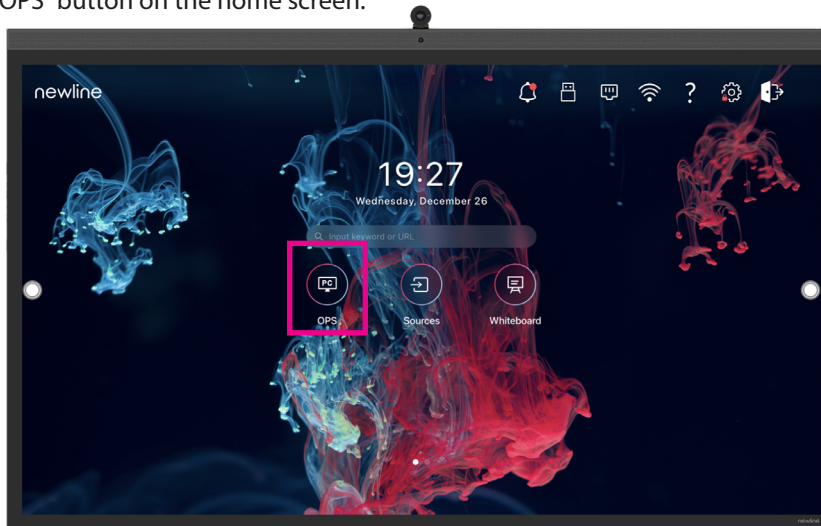 OPS" button on the home screen.
newline
19:27
Wednesday, December 26
Input keyword or URL
PC
OPS
Sources
Whiteboard
newline